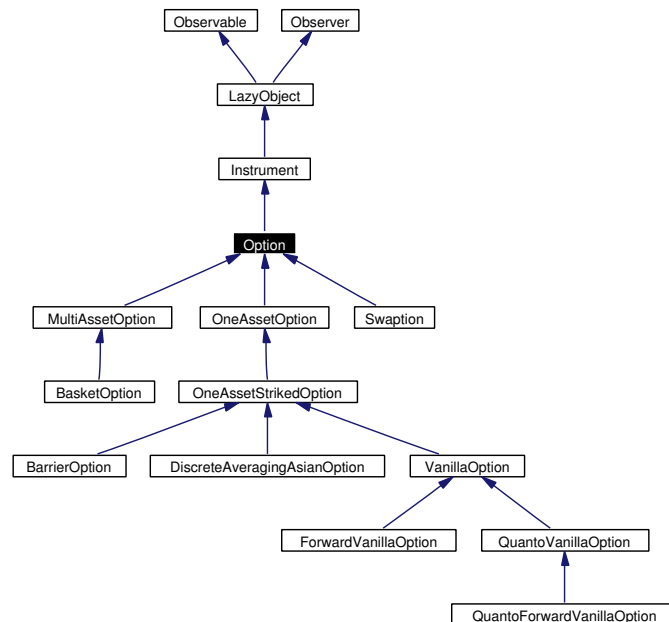 Observable
Observer
LazyObject
Instrument
Option
MultiAssetOption
OneAssetOption
Swaption
BasketOption
OneAssetStrikedOption
BarrierOption
DiscreteAveragingAsianOption
VanillaOption
ForwardVanillaOption
QuantoVanillaOption
QuantoForwardVanillaOption